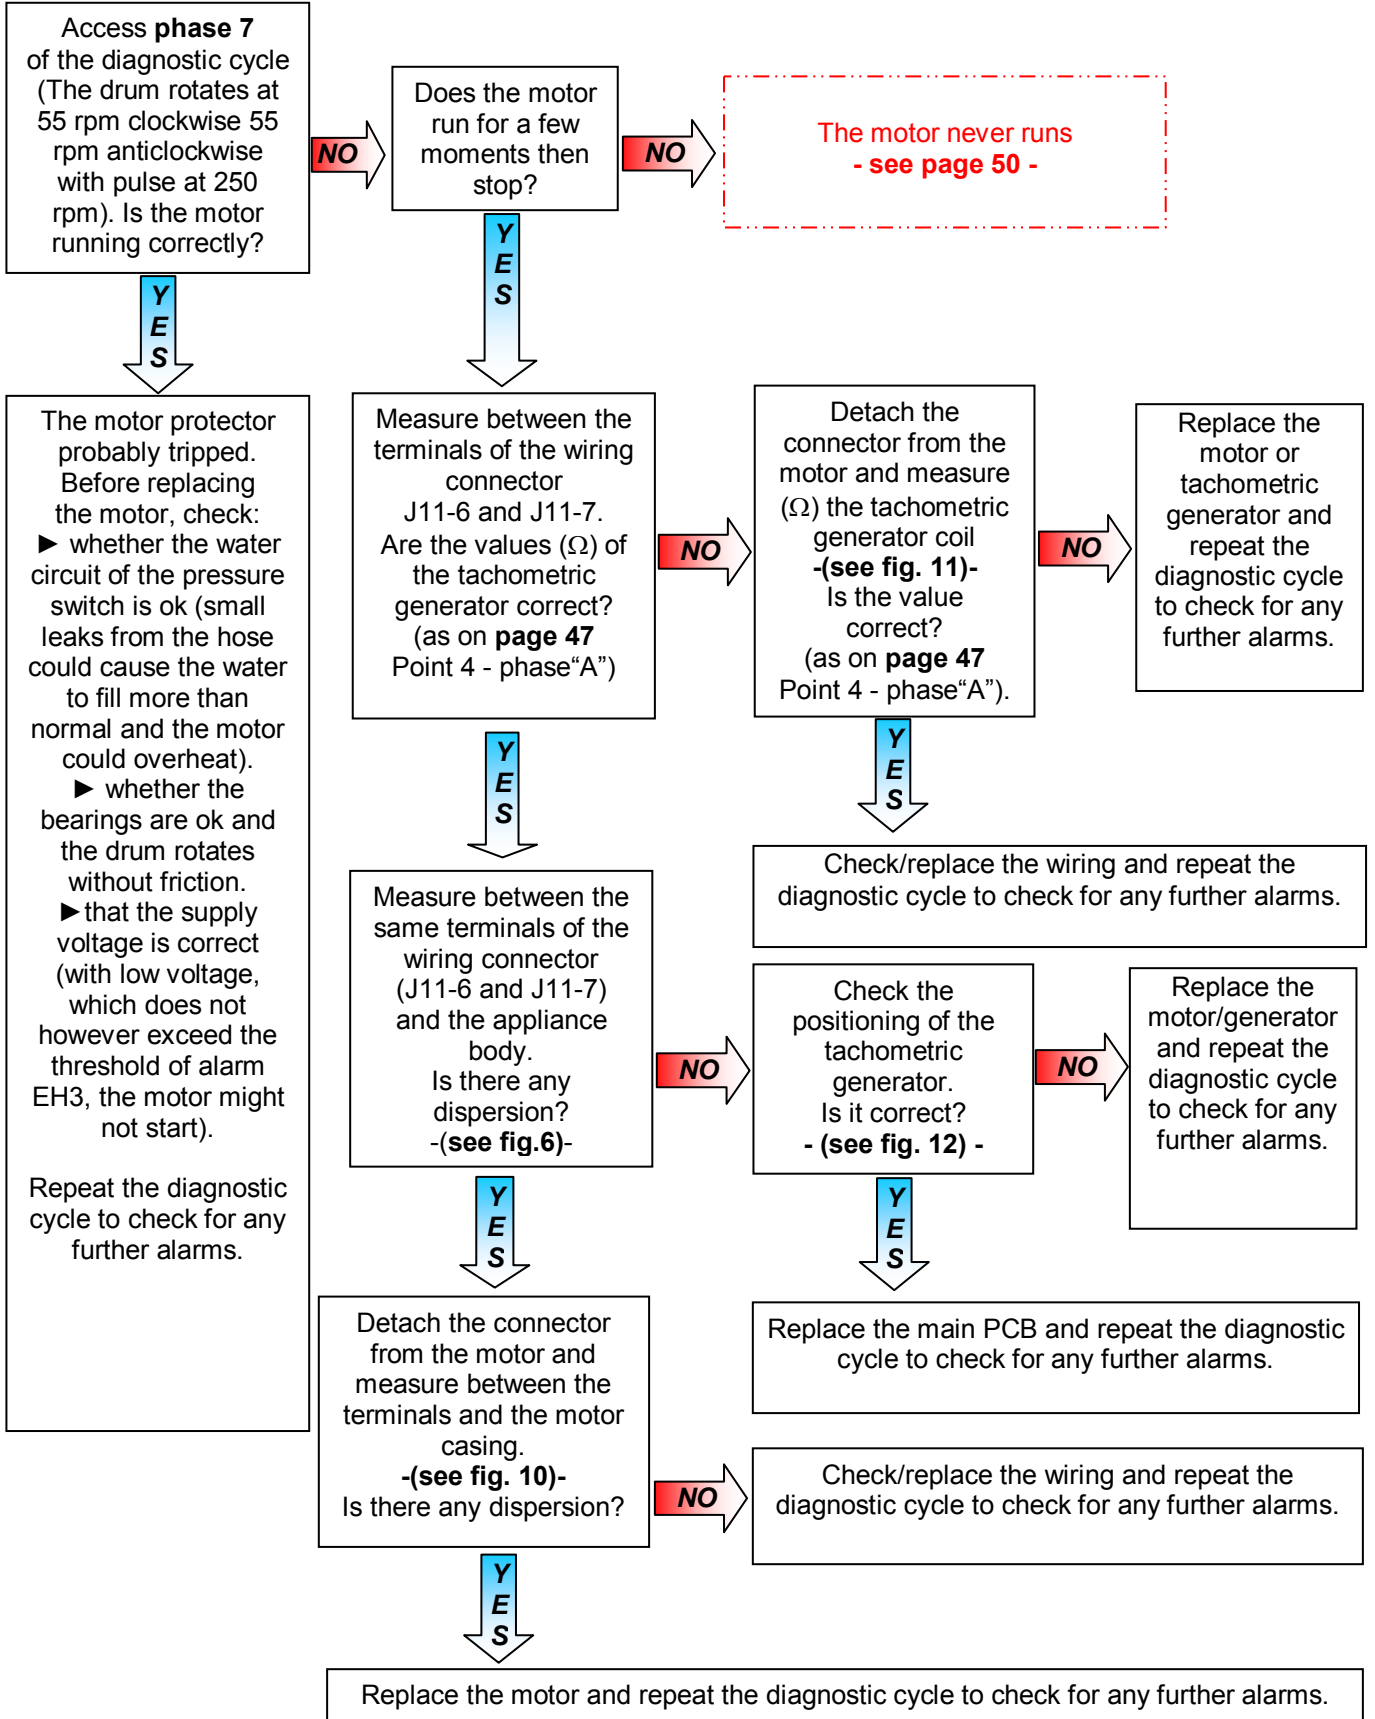 Access phase 7
of the diagnostic cycle
(The drum rotates at
55 rpm clockwise 55
rpm anticlockwise
with pulse at 250
rpm). Is the motor
running correctly?
NO
Does the motor
run for a few
moments then
stop?
NO
The motor never runs
- see page 50 -
YES
YES
The motor protector
probably tripped.
Before replacing
the motor, check:
► whether the water
circuit of the pressure
switch is ok (small
leaks from the hose
could cause the water
to fill more than
normal and the motor
could overheat).
► whether the
bearings are ok and
the drum rotates
without friction.
►that the supply
voltage is correct
(with low voltage,
which does not
however exceed the
threshold of alarm
EH3, the motor might
not start).
Repeat the diagnostic
cycle to check for any
further alarms.
Measure between the
terminals of the wiring
connector
J11-6 and J11-7.
Are the values (Ω) of
the tachometric
generator correct?
(as on page 47
Point 4 - phase“A”)
NO
Detach the
connector from the
motor and measure
(Ω) the tachometric
generator coil
-(see fig. 11)-
Is the value
correct?
(as on page 47
Point 4 - phase“A”).
NO
Replace the
motor or
tachometric
generator and
repeat the
diagnostic cycle
to check for any
further alarms.
YES
YES
Check/replace the wiring and repeat the
diagnostic cycle to check for any further alarms.
Measure between the
same terminals of the
wiring connector
(J11-6 and J11-7)
and the appliance
body.
Is there any
dispersion?
-(see fig.6)-
NO
Check the
positioning of the
tachometric
generator.
Is it correct?
- (see fig. 12) -
NO
Replace the
motor/generator
and repeat the
diagnostic cycle
to check for any
further alarms.
YES
YES
Replace the main PCB and repeat the diagnostic
cycle to check for any further alarms.
Detach the connector
from the motor and
measure between the
terminals and the motor
casing.
-(see fig. 10)-
Is there any dispersion?
NO
Check/replace the wiring and repeat the
diagnostic cycle to check for any further alarms.
YES
Replace the motor and repeat the diagnostic cycle to check for any further alarms.